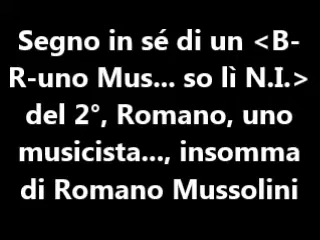 Segno in sé di un <B-
R-uno Mus... so lì N.I.>
del 2°, Romano, uno
musicista..., insomma
di Romano Mussolini